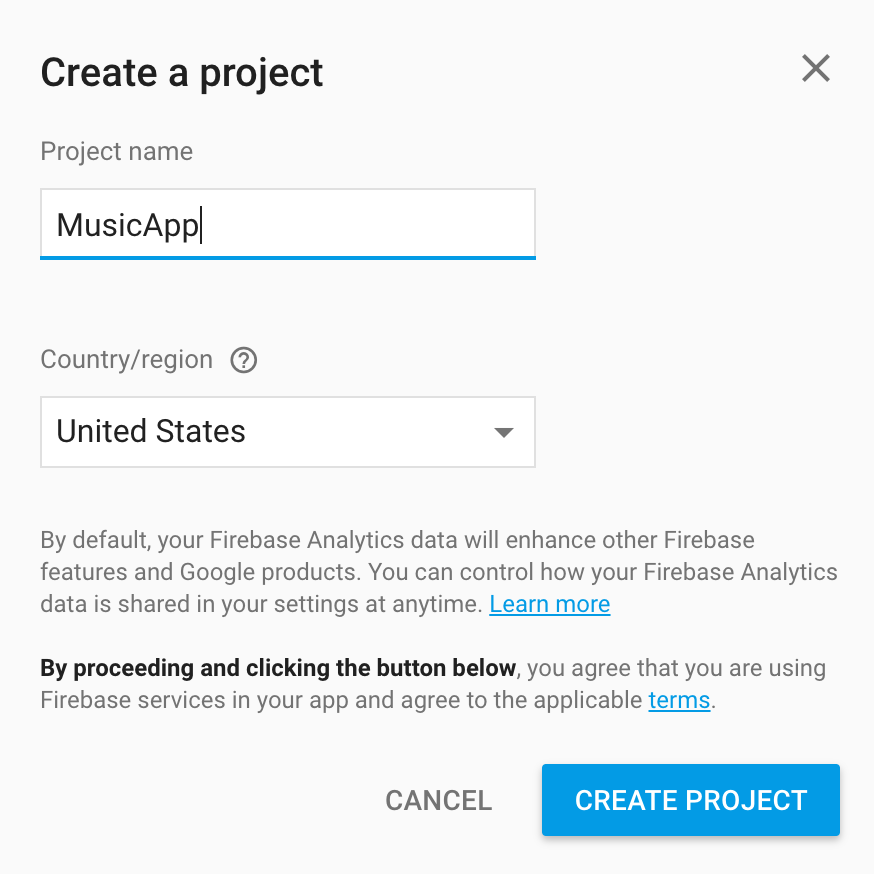 Create a project
Project name
MusicApp
Country/region
United States
By default, your Firebase Analytics data will enhance other Firebase
features and Google products. You can control how your Firebase Analytics
data is shared in your settings at anytime. Learn more
By proceeding and clicking the button below, you agree that you are using
Firebase services in your app and agree to the applicable terms.
CANCEL
CREATE PROJECT